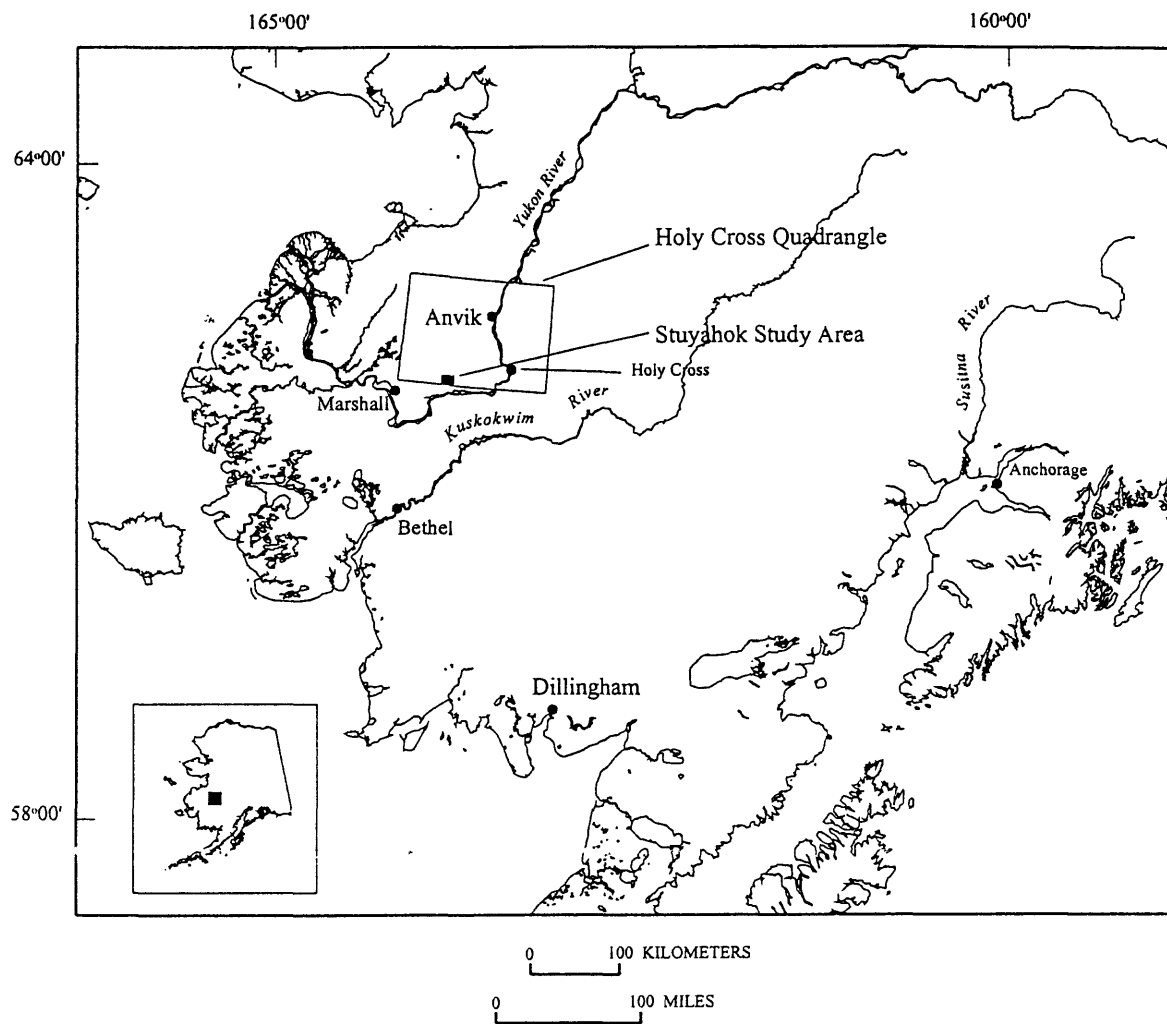 165°00'
160°00'
64°00'
Yukon River
Holy Cross Quadrangle
Anvik
Stuyahok Study Area
Holy Cross
Marshall
Kuskokwim River
Susitna River
Anchorage
Bethel
Dillingham
58°00'
0 100 KILOMETERS
0 100 MILES